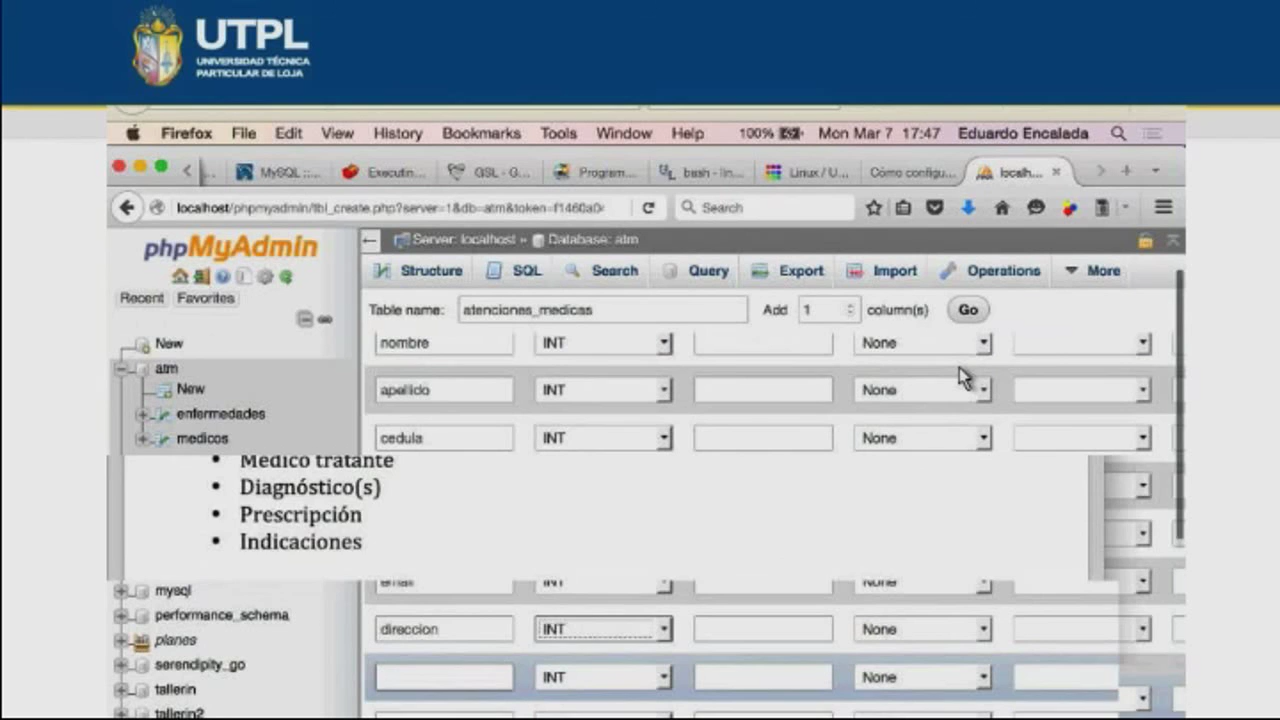 UTPL
UNIVERSIDAD TÉCNICA
PARTICULAR DE LOJA
Firefox File Edit View History Bookmarks Tools Window Help 100% Mon Mar 7 17:47 Eduardo Encalada
MySQL ::... Executin... GSL - G... Program... bash - lin... Linux / U... Cómo configu... localh...
localhost/phpmyadmin/tbl_create.php?server=1&db=atm&token=f1460a0 Search
phpMyAdmin
Server: localhost » Database: atm
Structure SQL Search Query Export Import Operations More
Recent Favorites
Table name: atenciones_medicas Add 1 column(s) Go
New
nombre INT None
atm
New
apellido INT None
enfermedades
medicos
cedula INT None
Médico tratante
• Diagnóstico(s)
• Prescripción
• Indicaciones
email INT None
mysql
performance_schema
direccion INT None
planes
serendipity_go
INT None
tallerin
tallerin2